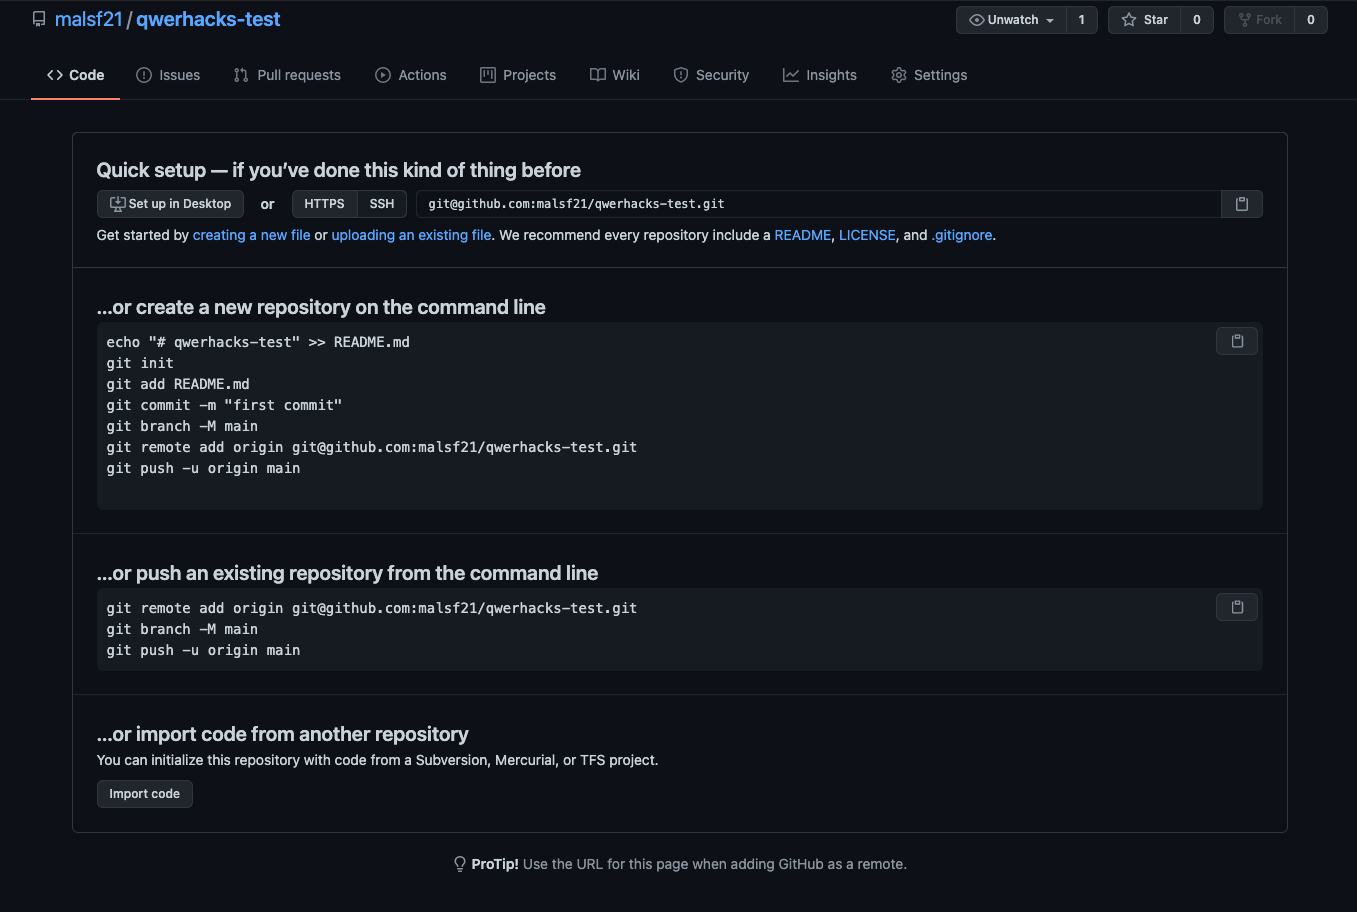 malsf21/qwerhacks-test
Unwatch 1 Star 0 Fork 0
Code Issues Pull requests Actions Projects Wiki Security Insights Settings
Quick setup — if you’ve done this kind of thing before
Set up in Desktop or HTTPS SSH git@github.com:malsf21/qwerhacks-test.git
Get started by creating a new file or uploading an existing file. We recommend every repository include a README, LICENSE, and .gitignore.
…or create a new repository on the command line
echo "# qwerhacks-test" >> README.md
git init
git add README.md
git commit -m "first commit"
git branch -M main
git remote add origin git@github.com:malsf21/qwerhacks-test.git
git push -u origin main
…or push an existing repository from the command line
git remote add origin git@github.com:malsf21/qwerhacks-test.git
git branch -M main
git push -u origin main
…or import code from another repository
You can initialize this repository with code from a Subversion, Mercurial, or TFS project.
Import code
ProTip! Use the URL for this page when adding GitHub as a remote.